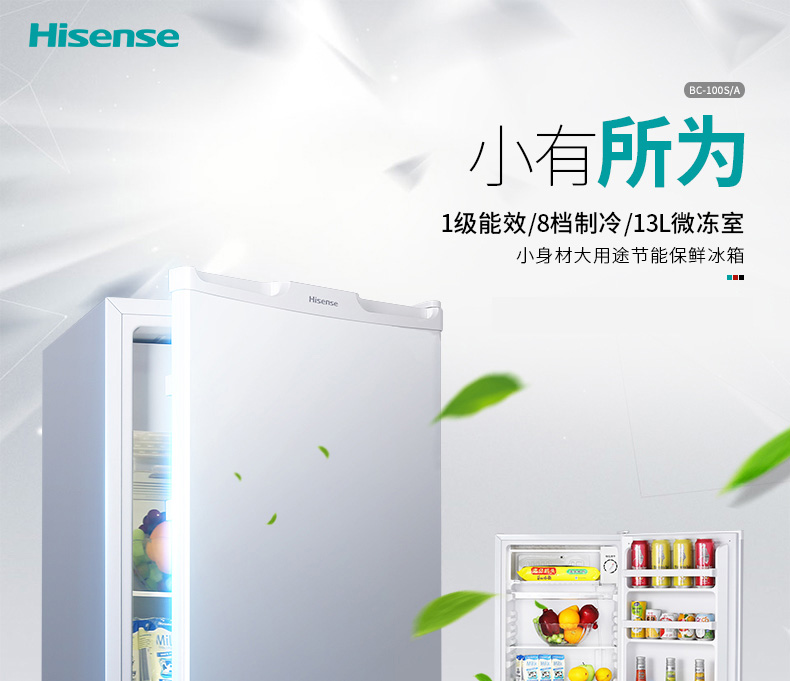 Hisense
BC-100S/A
小有所为
1级能效/8档制冷/13L微冻室
小身材大用途节能保鲜冰箱
Hisense
Milk